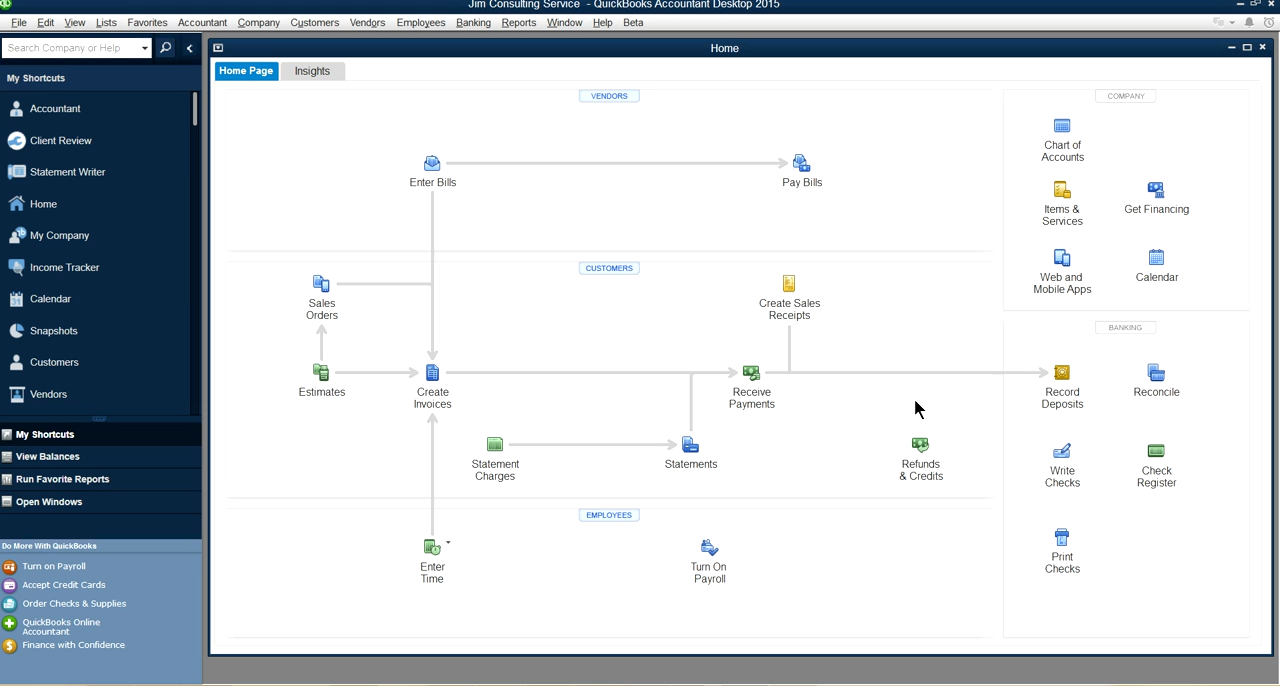 Jim Consulting Service - QuickBooks Accountant Desktop 2015
File Edit View Lists Favorites Accountant Company Customers Vendors Employees Banking Reports Window Help Beta
Search Company or Help
My Shortcuts
Accountant
Client Review
Statement Writer
Home
My Company
Income Tracker
Calendar
Snapshots
Customers
Vendors
My Shortcuts
View Balances
Run Favorite Reports
Open Windows
Do More With QuickBooks
Turn on Payroll
Accept Credit Cards
Order Checks & Supplies
QuickBooks Online
Accountant
Finance with Confidence
Home
Home Page
Insights
VENDORS
Enter Bills
Pay Bills
CUSTOMERS
Sales
Orders
Create Sales
Receipts
Estimates
Create
Invoices
Receive
Payments
Statement
Charges
Statements
Refunds
& Credits
EMPLOYEES
Enter
Time
Turn On
Payroll
COMPANY
Chart of
Accounts
Items &
Services
Get Financing
Web and
Mobile Apps
Calendar
BANKING
Record
Deposits
Reconcile
Write
Checks
Check
Register
Print
Checks